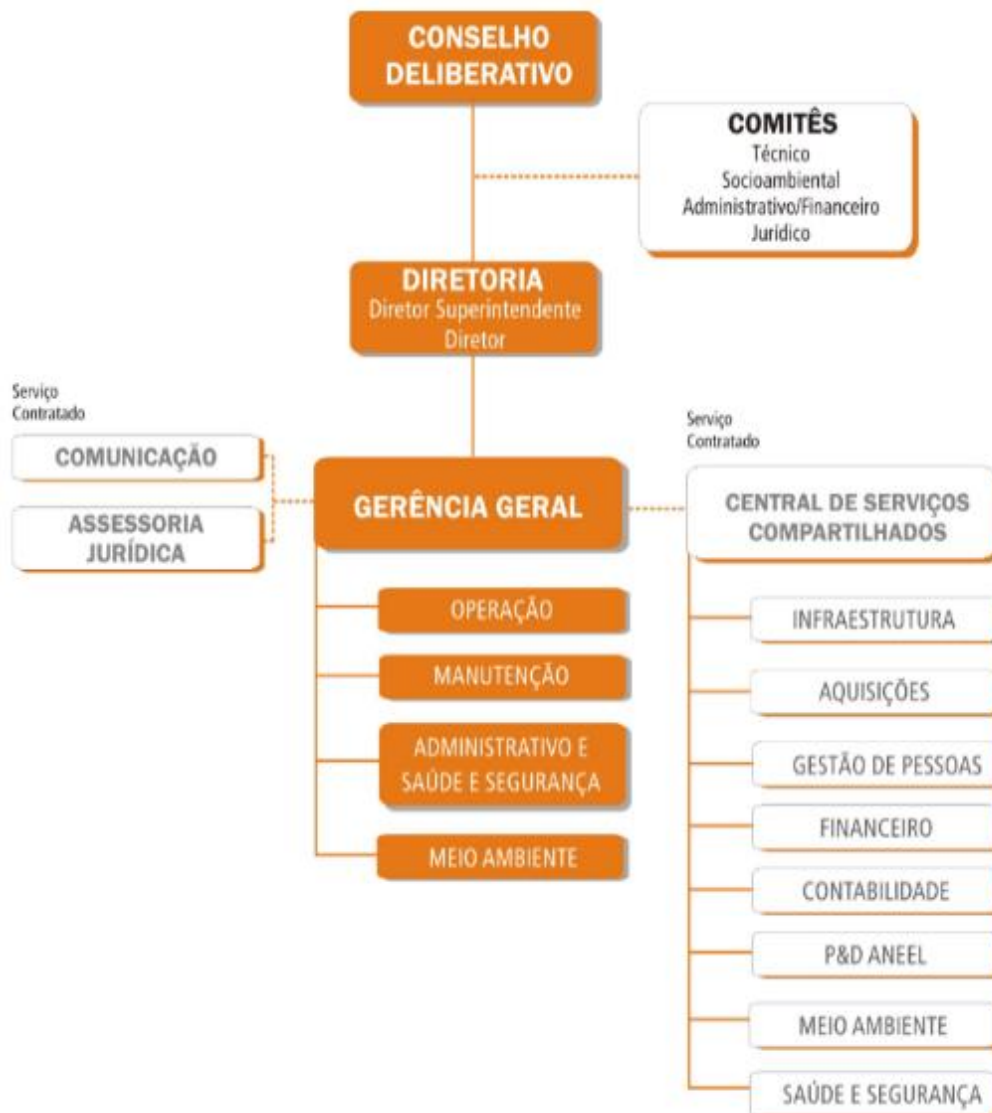 CONSELHO
DELIBERATIVO
COMITÊS
Técnico
Socioambiental
Administrativo/Financeiro
Jurídico
DIRETORIA
Diretor Superintendente
Diretor
Serviço
Contratado
COMUNICAÇÃO
ASSESSORIA
JURÍDICA
GERÊNCIA GERAL
OPERAÇÃO
MANUTENÇÃO
ADMINISTRATIVO E
SAÚDE E SEGURANÇA
MEIO AMBIENTE
Serviço
Contratado
CENTRAL DE SERVIÇOS
COMPARTILHADOS
INFRAESTRUTURA
AQUISIÇÕES
GESTÃO DE PESSOAS
FINANCEIRO
CONTABILIDADE
P&D ANEEL
MEIO AMBIENTE
SAÚDE E SEGURANÇA